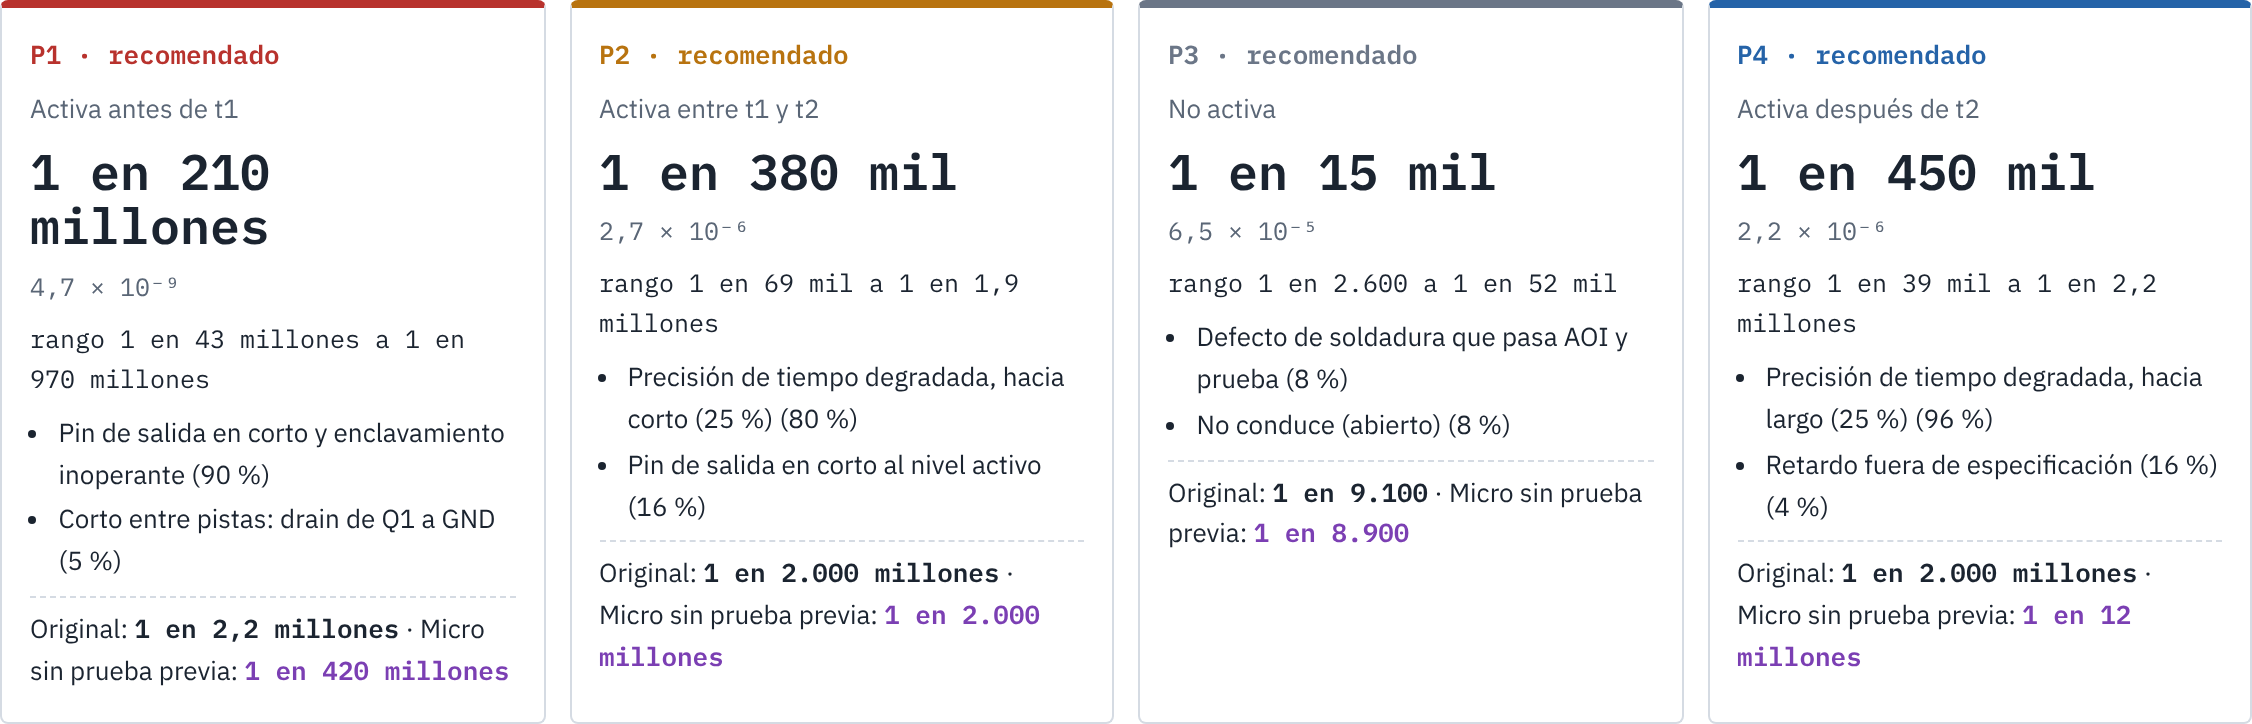 P1 · recomendado
Activa antes de t1
1 en 210
millones
4,7 × 10⁻⁹
rango 1 en 43 millones a 1 en
970 millones
• Pin de salida en corto y enclavamiento
inoperante (90 %)
• Corto entre pistas: drain de Q1 a GND
(5 %)
Original: 1 en 2,2 millones · Micro
sin prueba previa: 1 en 420 millones
P2 · recomendado
Activa entre t1 y t2
1 en 380 mil
2,7 × 10⁻⁶
rango 1 en 69 mil a 1 en 1,9
millones
• Precisión de tiempo degradada, hacia
corto (25 %) (80 %)
• Pin de salida en corto al nivel activo
(16 %)
Original: 1 en 2.000 millones ·
Micro sin prueba previa: 1 en 2.000
millones
P3 · recomendado
No activa
1 en 15 mil
6,5 × 10⁻⁵
rango 1 en 2.600 a 1 en 52 mil
• Defecto de soldadura que pasa AOI y
prueba (8 %)
• No conduce (abierto) (8 %)
Original: 1 en 9.100 · Micro sin prueba
previa: 1 en 8.900
P4 · recomendado
Activa después de t2
1 en 450 mil
2,2 × 10⁻⁶
rango 1 en 39 mil a 1 en 2,2
millones
• Precisión de tiempo degradada, hacia
largo (25 %) (96 %)
• Retardo fuera de especificación (16 %)
(4 %)
Original: 1 en 2.000 millones ·
Micro sin prueba previa: 1 en 12
millones